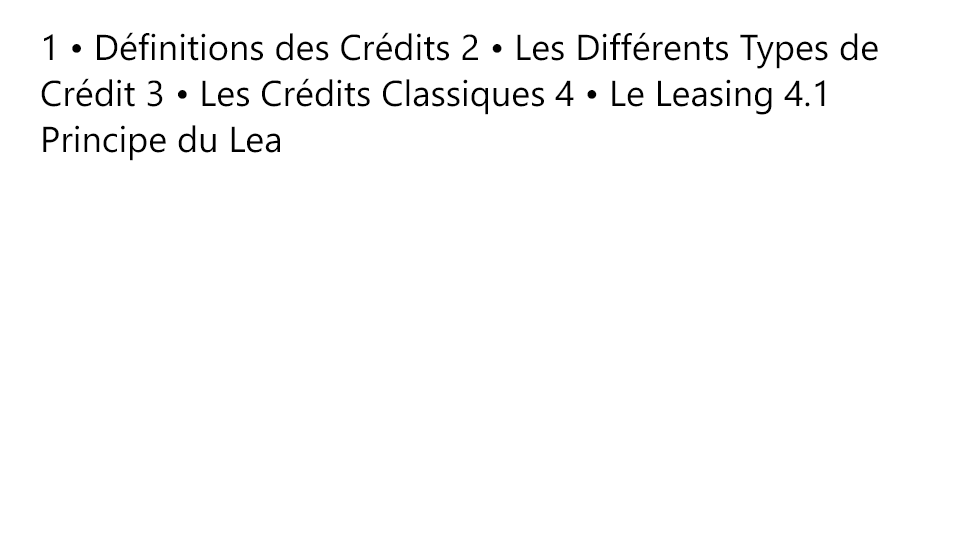 1 • Définitions des Crédits 2 • Les Différents Types de
Crédit 3 • Les Crédits Classiques 4 • Le Leasing 4.1
Principe du Lea